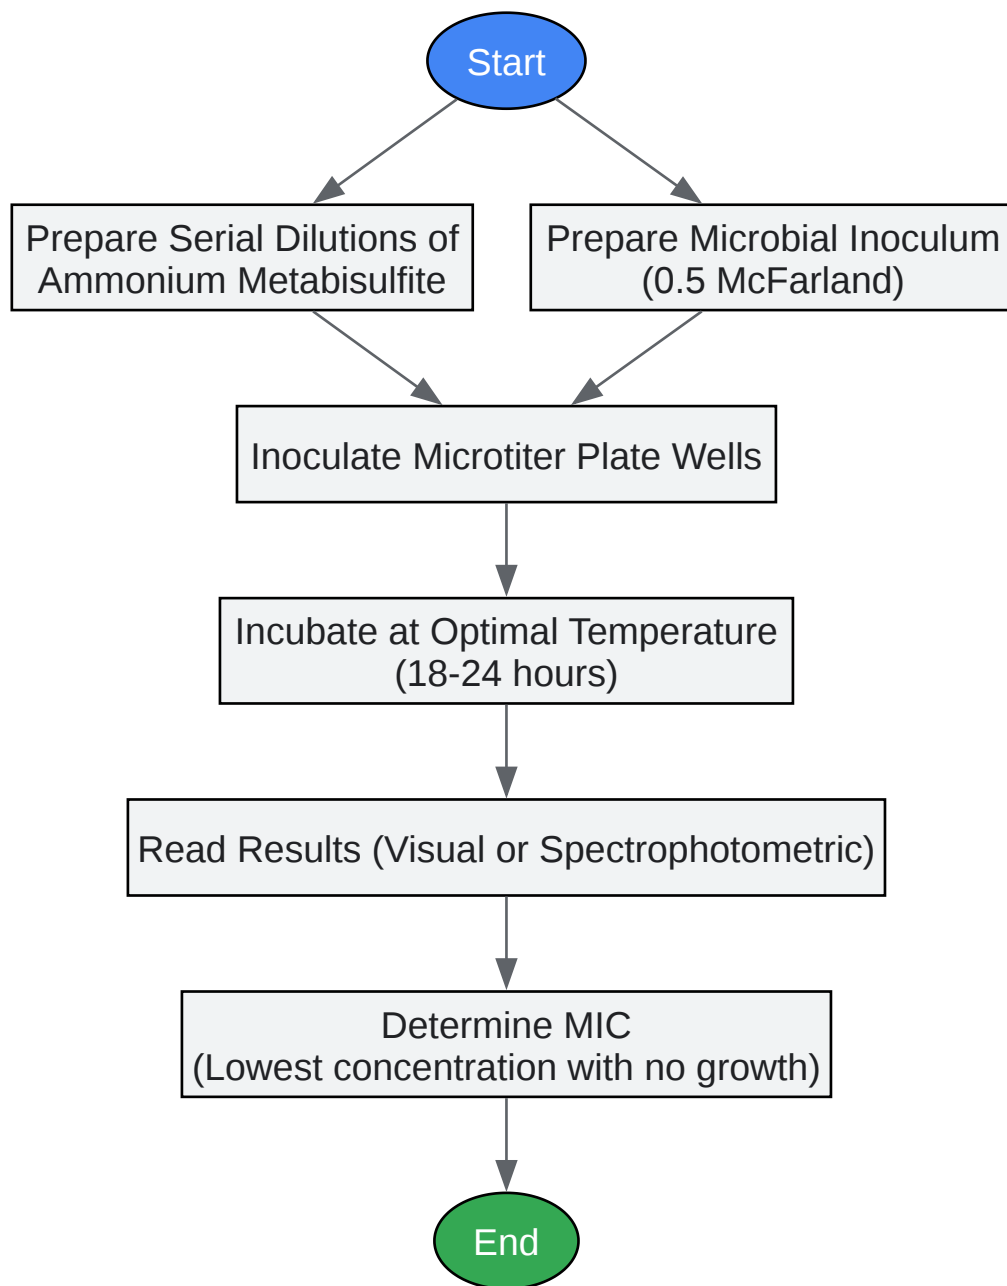 Start
Prepare Serial Dilutions of
Ammonium Metabisulfite
Prepare Microbial Inoculum
(0.5 McFarland)
Inoculate Microtiter Plate Wells
Incubate at Optimal Temperature
(18-24 hours)
Read Results (Visual or Spectrophotometric)
Determine MIC
(Lowest concentration with no growth)
End